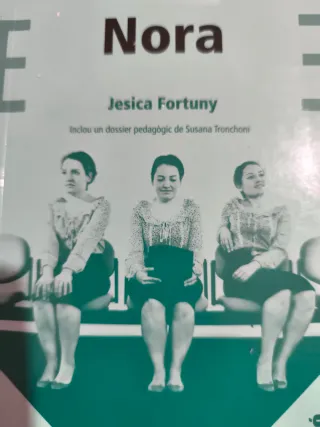 Nora
Jesica Fortuny
Inclou un dossier pedagògic de Susana Tronchoni